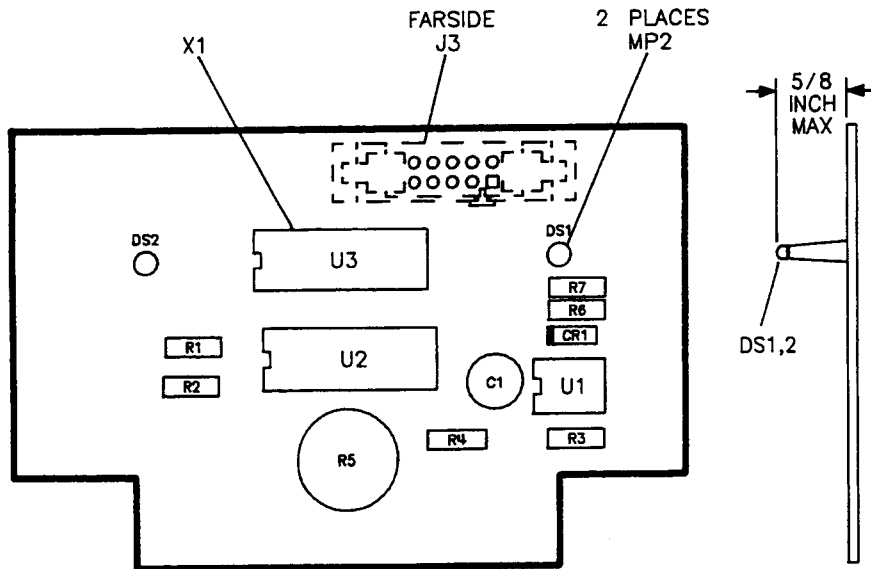 FARSIDE
J3
2 PLACES
MP2
X1
5/8
INCH
MAX
DS2
U3
DS1
R7
R6
CR1
DS1,2
R1
R2
U2
C1
U1
R4
R3
R5